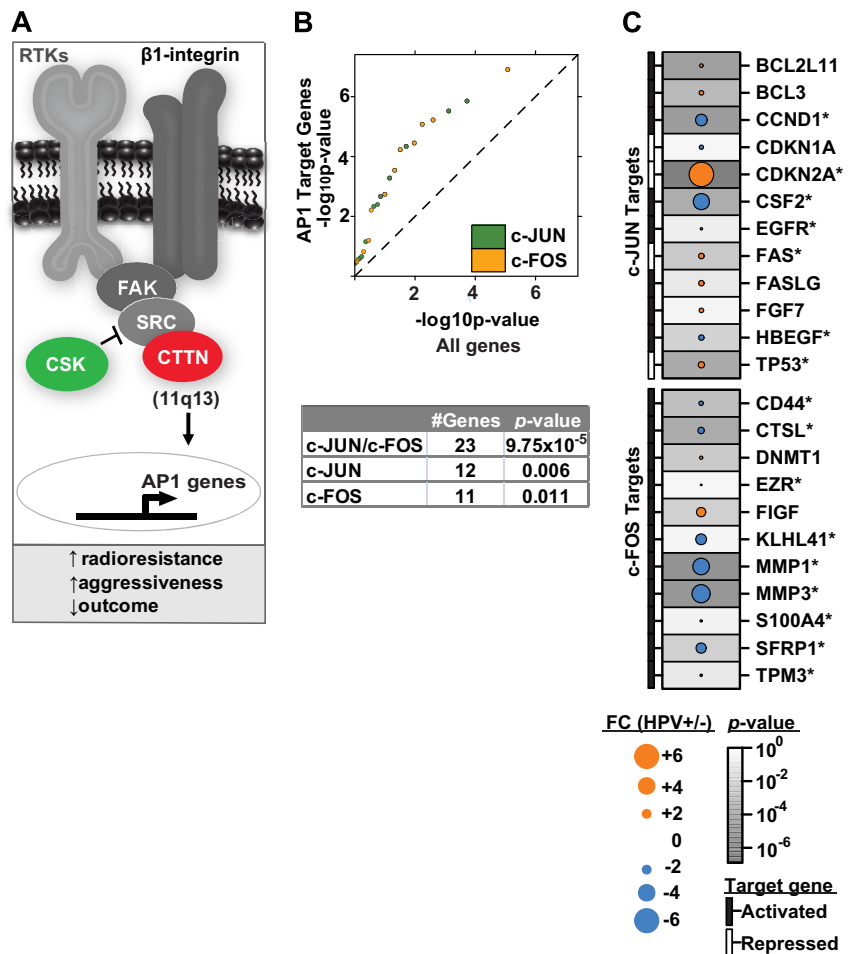 A
RTKs
β1-integrin
FAK
SRC
CSK
CTTN
(11q13)
AP1 genes
↑ radioresistance
↑aggressiveness
↓outcome
B
AP1 Target Genes
-log10p-value
6
4
2
2
4
6
c-JUN
c-FOS
-log10p-value
All genes
#Genes p-value
c-JUN/c-FOS 23 9.75x10^-5
c-JUN 12 0.006
c-FOS 11 0.011
C
c-JUN Targets
BCL2L11
BCL3
CCND1*
CDKN1A
CDKN2A*
CSF2*
EGFR*
FAS*
FASLG
FGF7
HBEGF*
TP53*
c-FOS Targets
CD44*
CTSL*
DNMT1
EZR*
FIGF
KLHL41*
MMP1*
MMP3*
S100A4*
SFRP1*
TPM3*
FC (HPV+/-)
+6
+4
+2
0
-2
-4
-6
p-value
10^0
10^-2
10^-4
10^-6
Target gene
Activated
Repressed